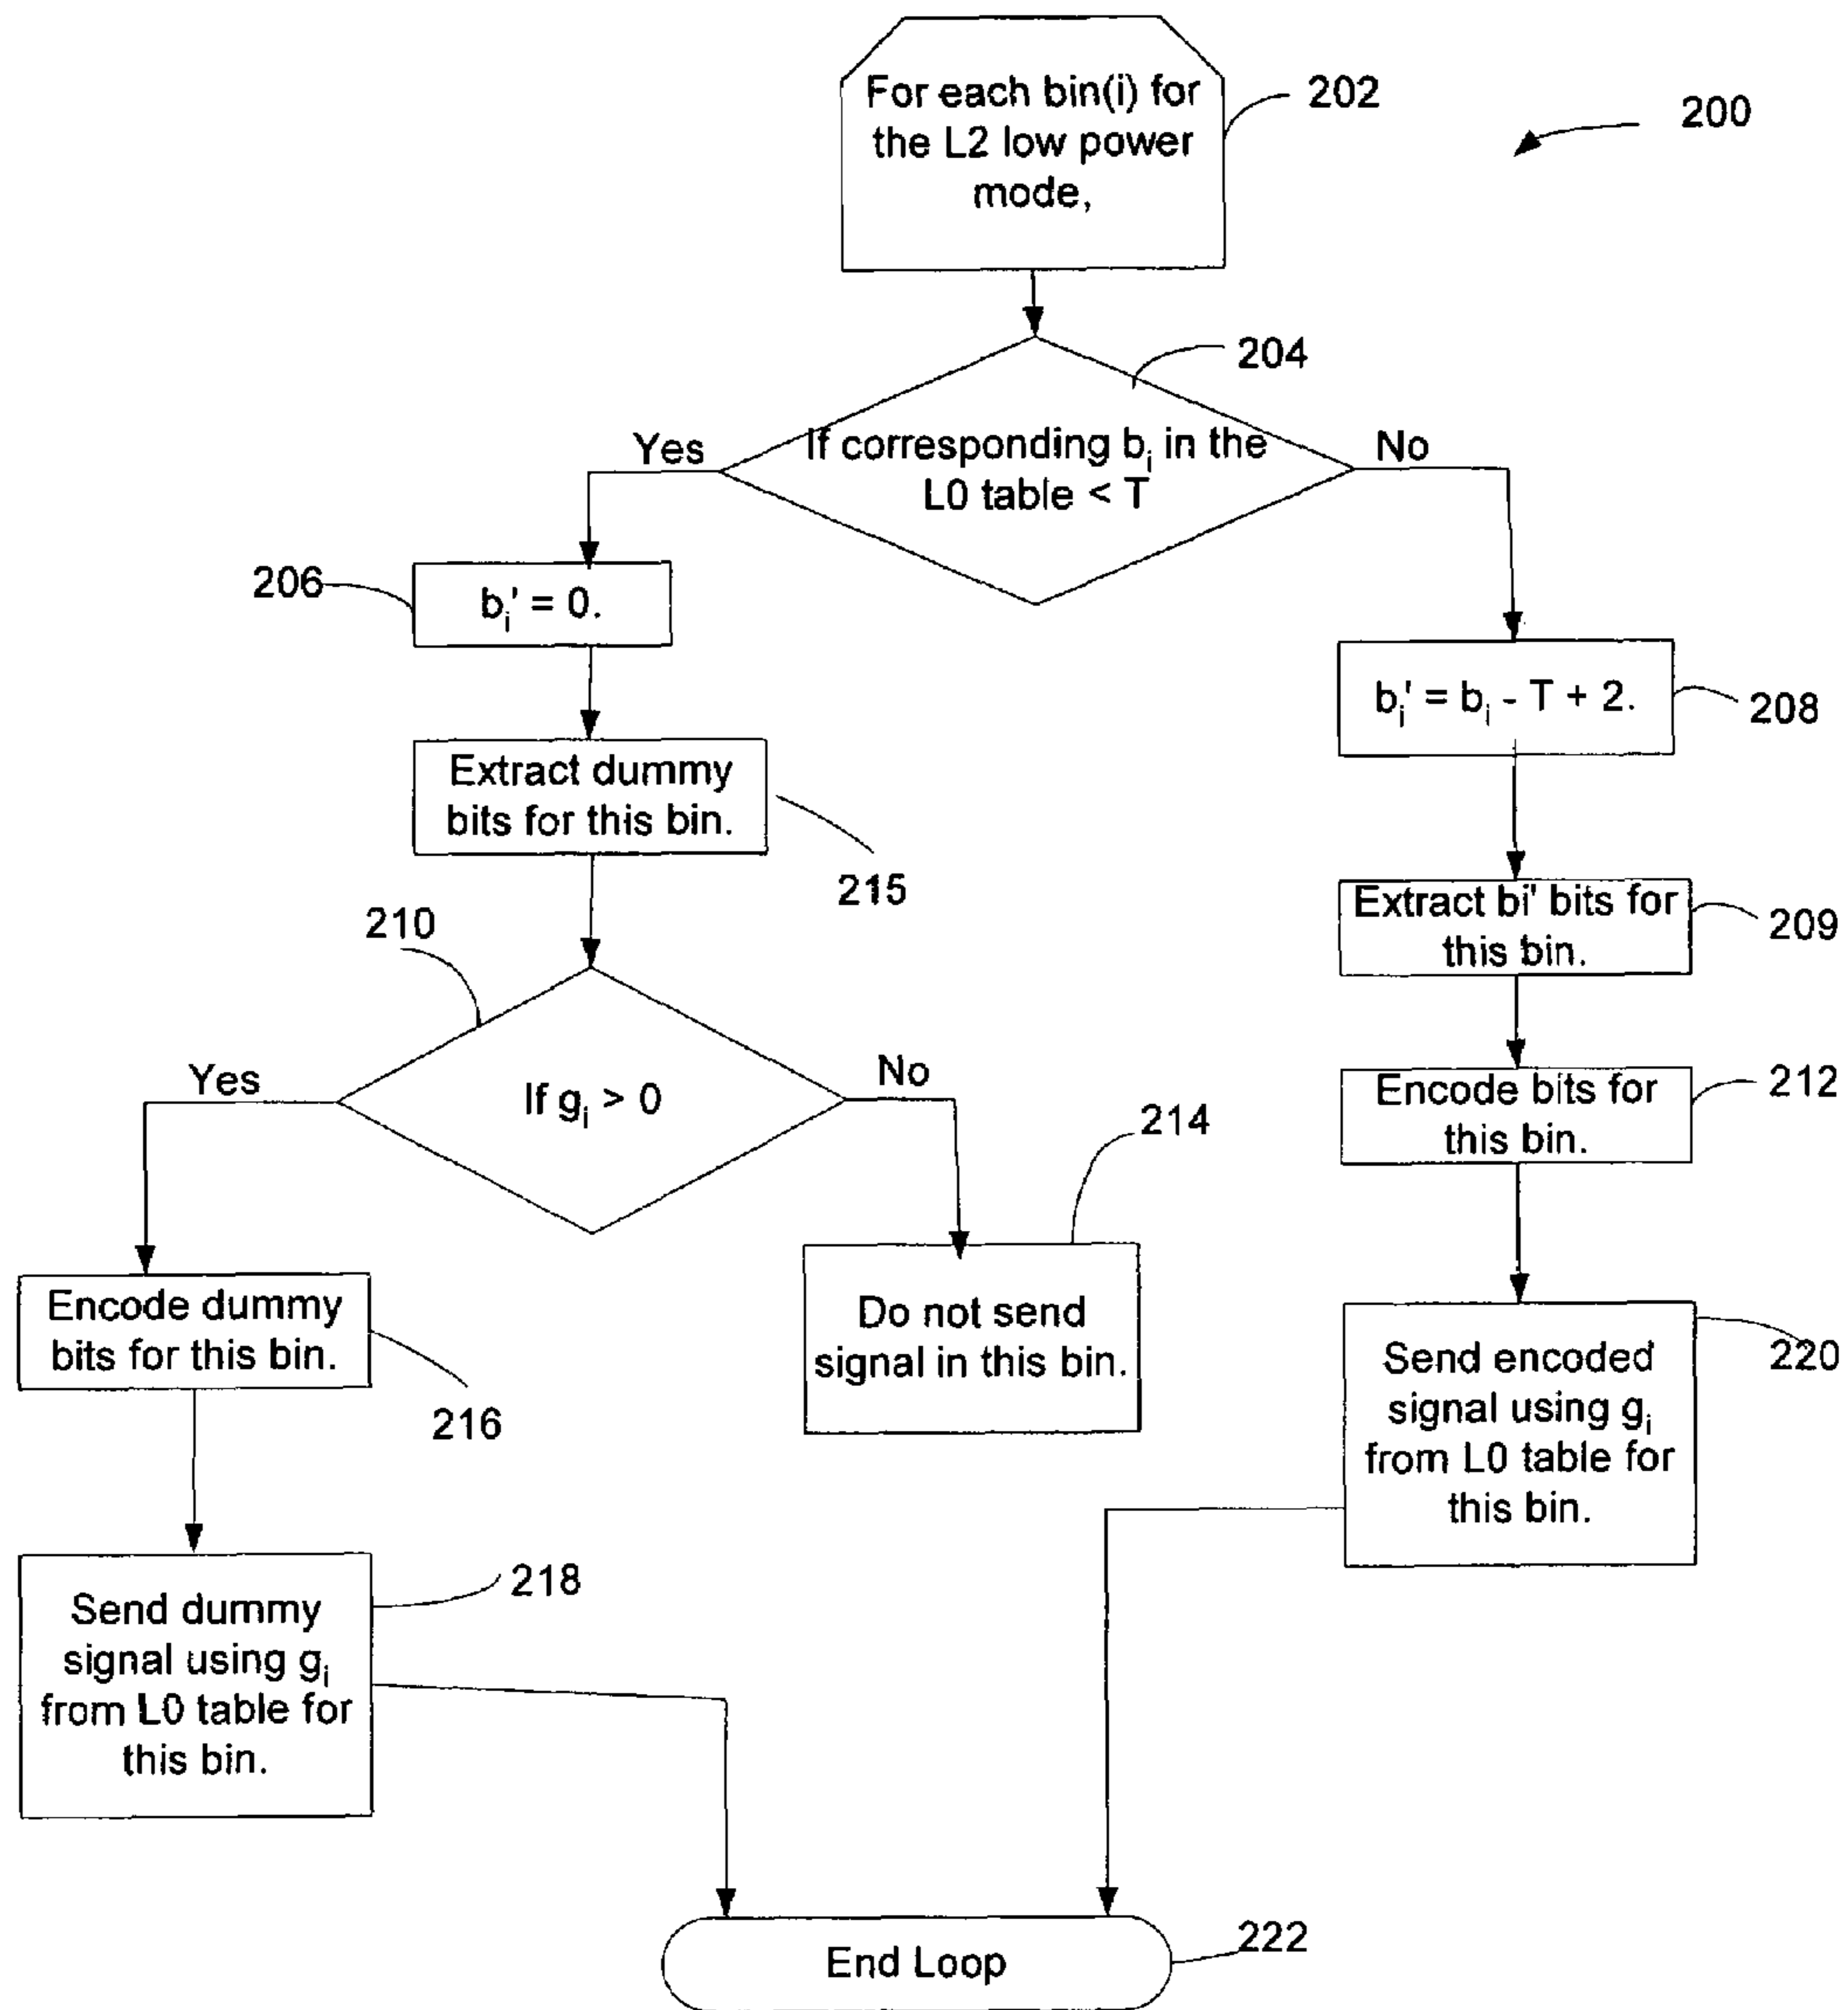 For each bin(i) for
the L2 low power
mode,
202
200
204
If corresponding bi in the
L0 table < T
Yes
No
206
bi' = 0.
bi' = bi - T + 2.
208
Extract dummy
bits for this bin.
215
Extract bi' bits for
this bin.
209
210
If gi > 0
Yes
No
Encode bits for
this bin.
212
214
Encode dummy
bits for this bin.
216
Do not send
signal in this bin.
Send encoded
signal using gi
from L0 table for
this bin.
220
Send dummy
signal using gi
from L0 table for
this bin.
218
End Loop
222